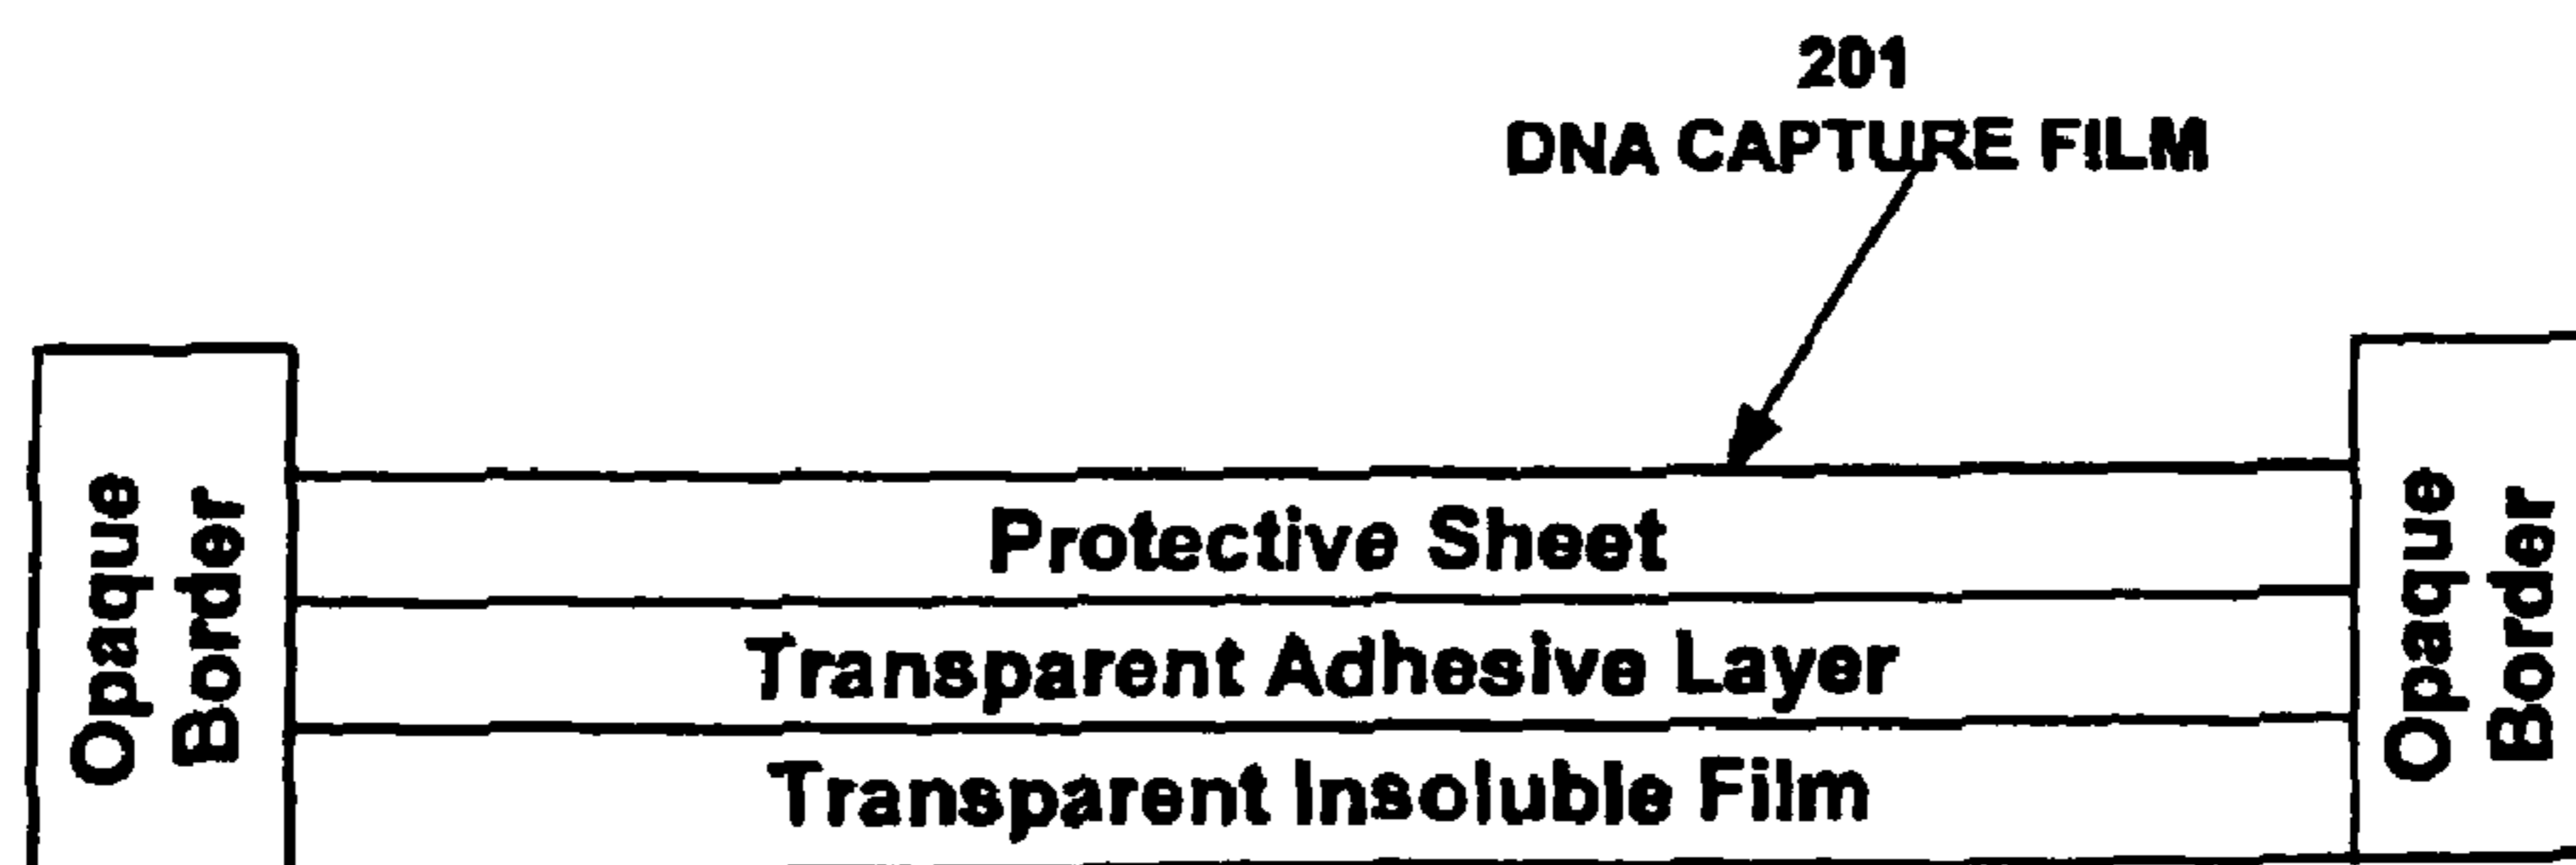 201
DNA CAPTURE FILM
Opaque
Border
Protective Sheet
Transparent Adhesive Layer
Transparent Insoluble Film
Opaque
Border